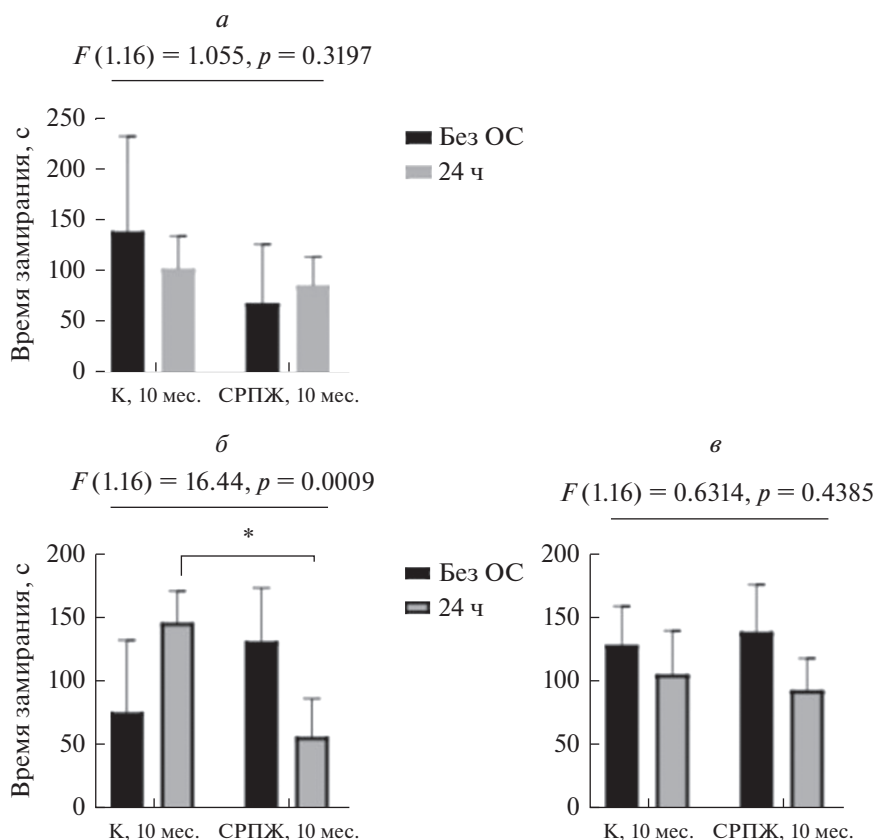 а
F (1.16) = 1.055, p = 0.3197
Время замирания, с
250
200
150
100
50
0
Без ОС
24 ч
К, 10 мес. СРПЖ, 10 мес.
б
F (1.16) = 16.44, p = 0.0009
*
Время замирания, с
200
150
100
50
0
Без ОС
24 ч
К, 10 мес. СРПЖ, 10 мес.
в
F (1.16) = 0.6314, p = 0.4385
200
150
100
50
0
К, 10 мес. СРПЖ, 10 мес.